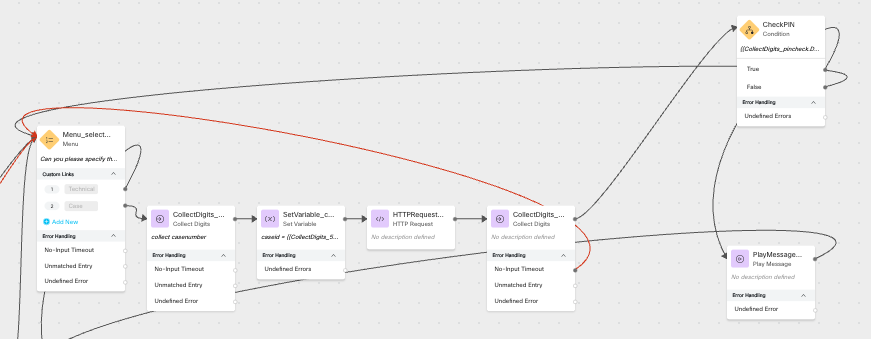 CheckPIN
Condition
{{CollectDigits_pincheck.D...
True
False
Error Handling
Undefined Errors
Menu_select...
Menu
Can you please specify th...
Custom Links
1 Technical
2 Case
Add New
Error Handling
No-Input Timeout
Unmatched Entry
Undefined Error
CollectDigits_...
Collect Digits
collect casenumber
Error Handling
No-Input Timeout
Unmatched Entry
Undefined Error
SetVariable_c...
Set Variable
caseid = {{CollectDigits_5...
Error Handling
Undefined Errors
HTTPRequest...
HTTP Request
No description defined
CollectDigits_...
Collect Digits
No description defined
Error Handling
No-Input Timeout
Unmatched Entry
Undefined Error
PlayMessage...
Play Message
No description defined
Error Handling
Undefined Error